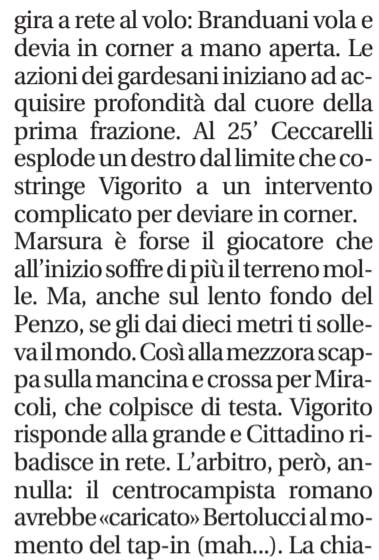 gira a rete al volo: Branduani vola e
devia in corner a mano aperta. Le
azioni dei gardesani iniziano ad ac-
quisire profondità dal cuore della
prima frazione. Al 25’ Ceccarelli
esplode un destro dal limite che co-
stringe Vigorito a un intervento
complicato per deviare in corner.
Marsura è forse il giocatore che
all’inizio soffre di più il terreno mol-
le. Ma, anche sul lento fondo del
Penzo, se gli dai dieci metri ti solle-
va il mondo. Così alla mezzora scap-
pa sulla mancina e crossa per Mira-
coli, che colpisce di testa. Vigorito
risponde alla grande e Cittadino ri-
badisce in rete. L’arbitro, però, an-
nulla: il centrocampista romano
avrebbe «caricato» Bertolucci al mo-
mento del tap-in (mah...). La chia-